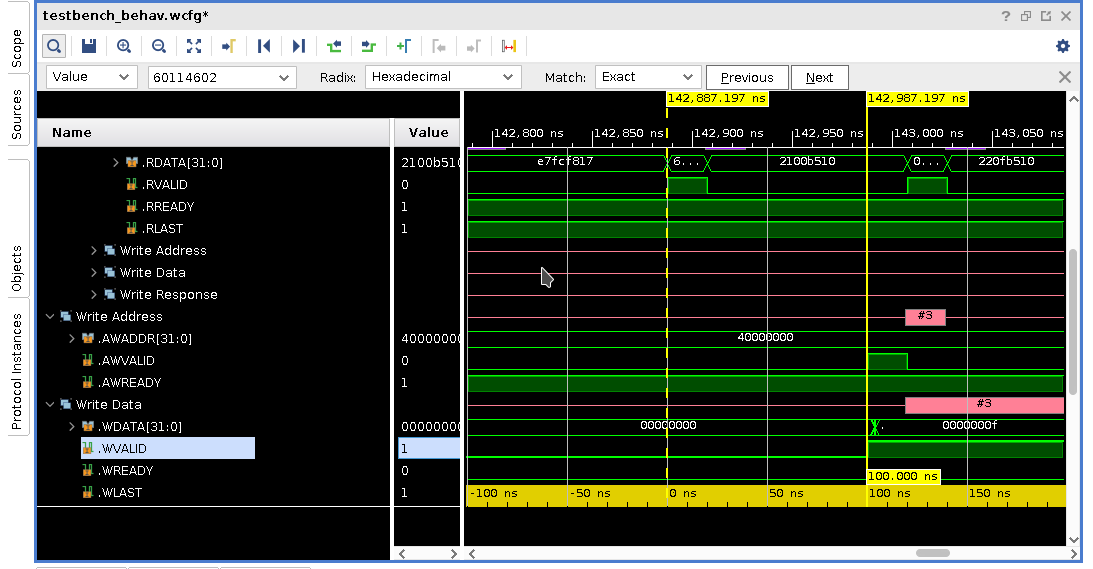 testbench_behav.wcfg*
Value 60114602 Radix: Hexadecimal Match: Exact Previous Next
Scope
Sources
Objects
Protocol Instances
142,887.197 ns 142,987.197 ns
Name Value
142,800 ns 142,850 ns 142,900 ns 142,950 ns 143,000 ns 143,050 ns
.RDATA[31:0] 2100b510 e7fcf817 6... 2100b510 0... 220fb510
.RVALID 0
.RREADY 1
.RLAST 1
Write Address
Write Data
Write Response
Write Address #3
.AWADDR[31:0] 40000000 40000000
.AWVALID 0
.AWREADY 1
Write Data #3
.WDATA[31:0] 00000000 00000000 . 0000000f
.WVALID 1
.WREADY 0
100.000 ns
.WLAST 1
-100 ns -50 ns 0 ns 50 ns 100 ns 150 ns